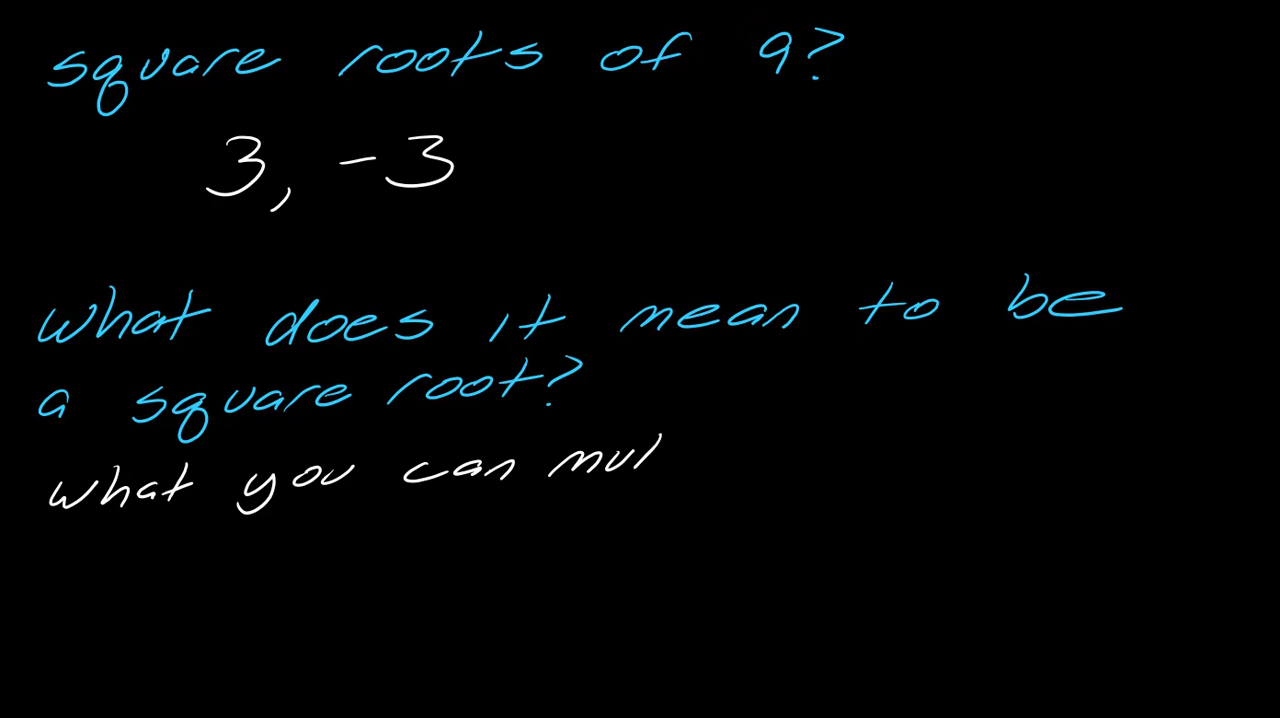 square roots of 9?
3, -3
what does it mean to be
a square root?
what you can mul